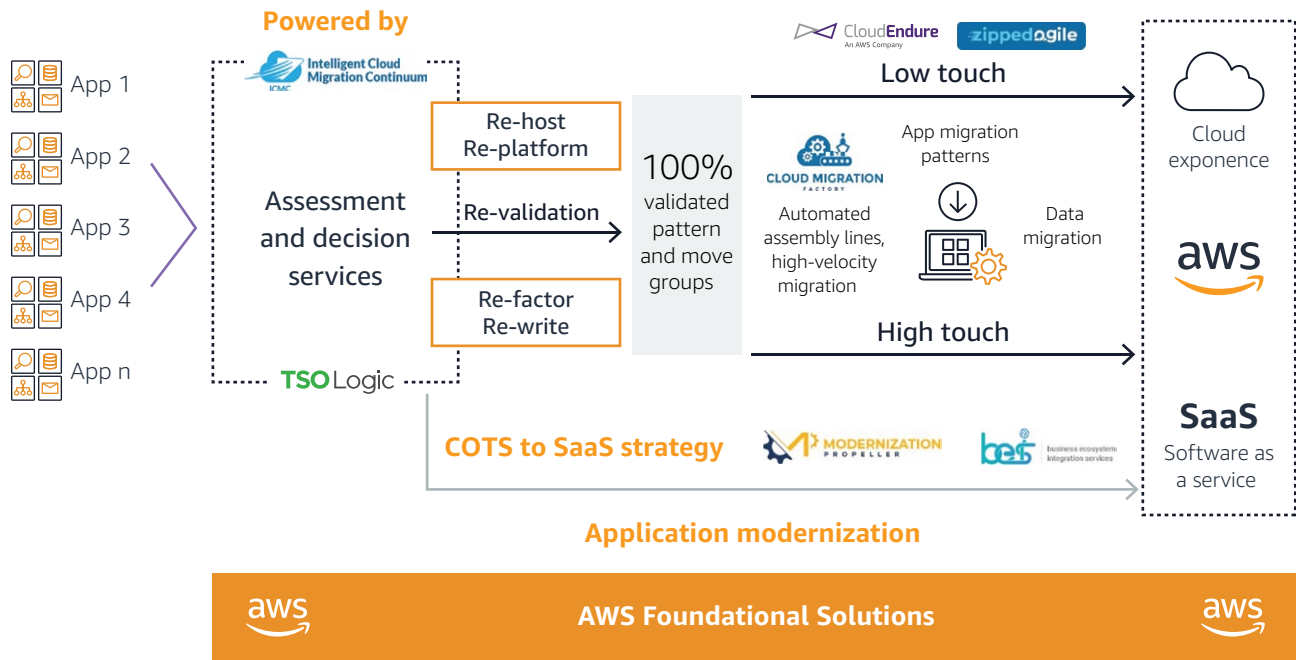 Powered by
CloudEndure
An AWS Company
zippedagile
Intelligent Cloud
Migration Continuum
ICMC
Low touch
App 1
App 2
App 3
App 4
App n
Assessment
and decision
services
Re-host
Re-platform
Re-validation
Re-factor
Re-write
TSO Logic
100%
validated
pattern
and move
groups
CLOUD MIGRATION
FACTORY
Automated
assembly lines,
high-velocity
migration
App migration
patterns
Data
migration
High touch
Cloud
exponence
aws
SaaS
Software as
a service
COTS to SaaS strategy
MODERNIZATION
PROPELLER
beis
business ecosystem
integration services
Application modernization
aws
AWS Foundational Solutions
aws